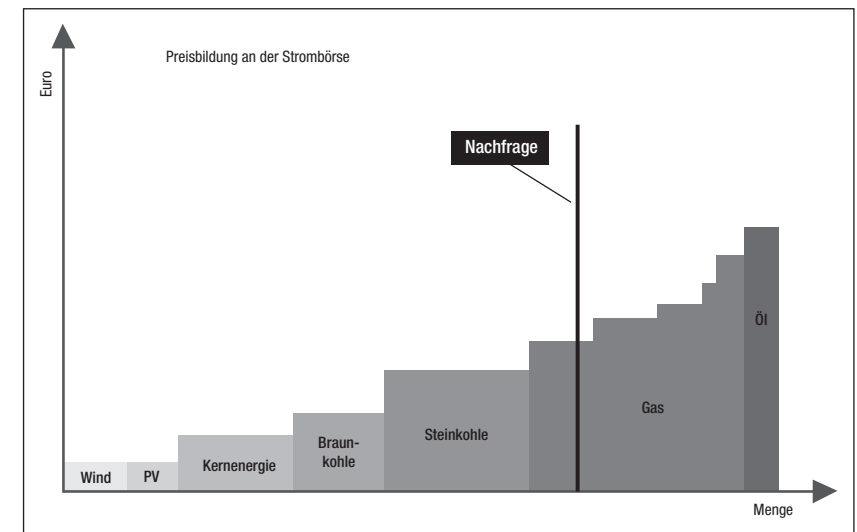 Preisbildung an der Strombörse
Euro
Nachfrage
Öl
Gas
Steinkohle
Braun-
kohle
Kernenergie
Wind
PV
Menge